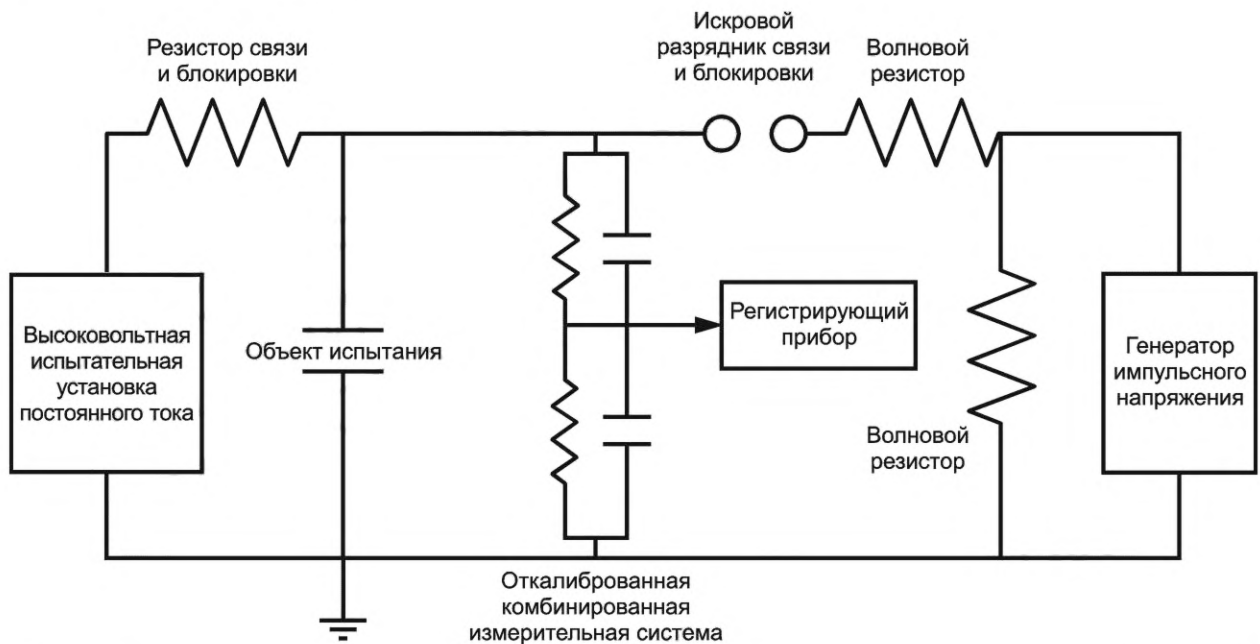 Резистор связи
и блокировки
Искровой
разрядник связи
и блокировки
Волновой
резистор
Высоковольтная
испытательная
установка
постоянного тока
Объект испытания
Регистрирующий
прибор
Генератор
импульсного
напряжения
Волновой
резистор
Откалиброванная
комбинированная
измерительная система